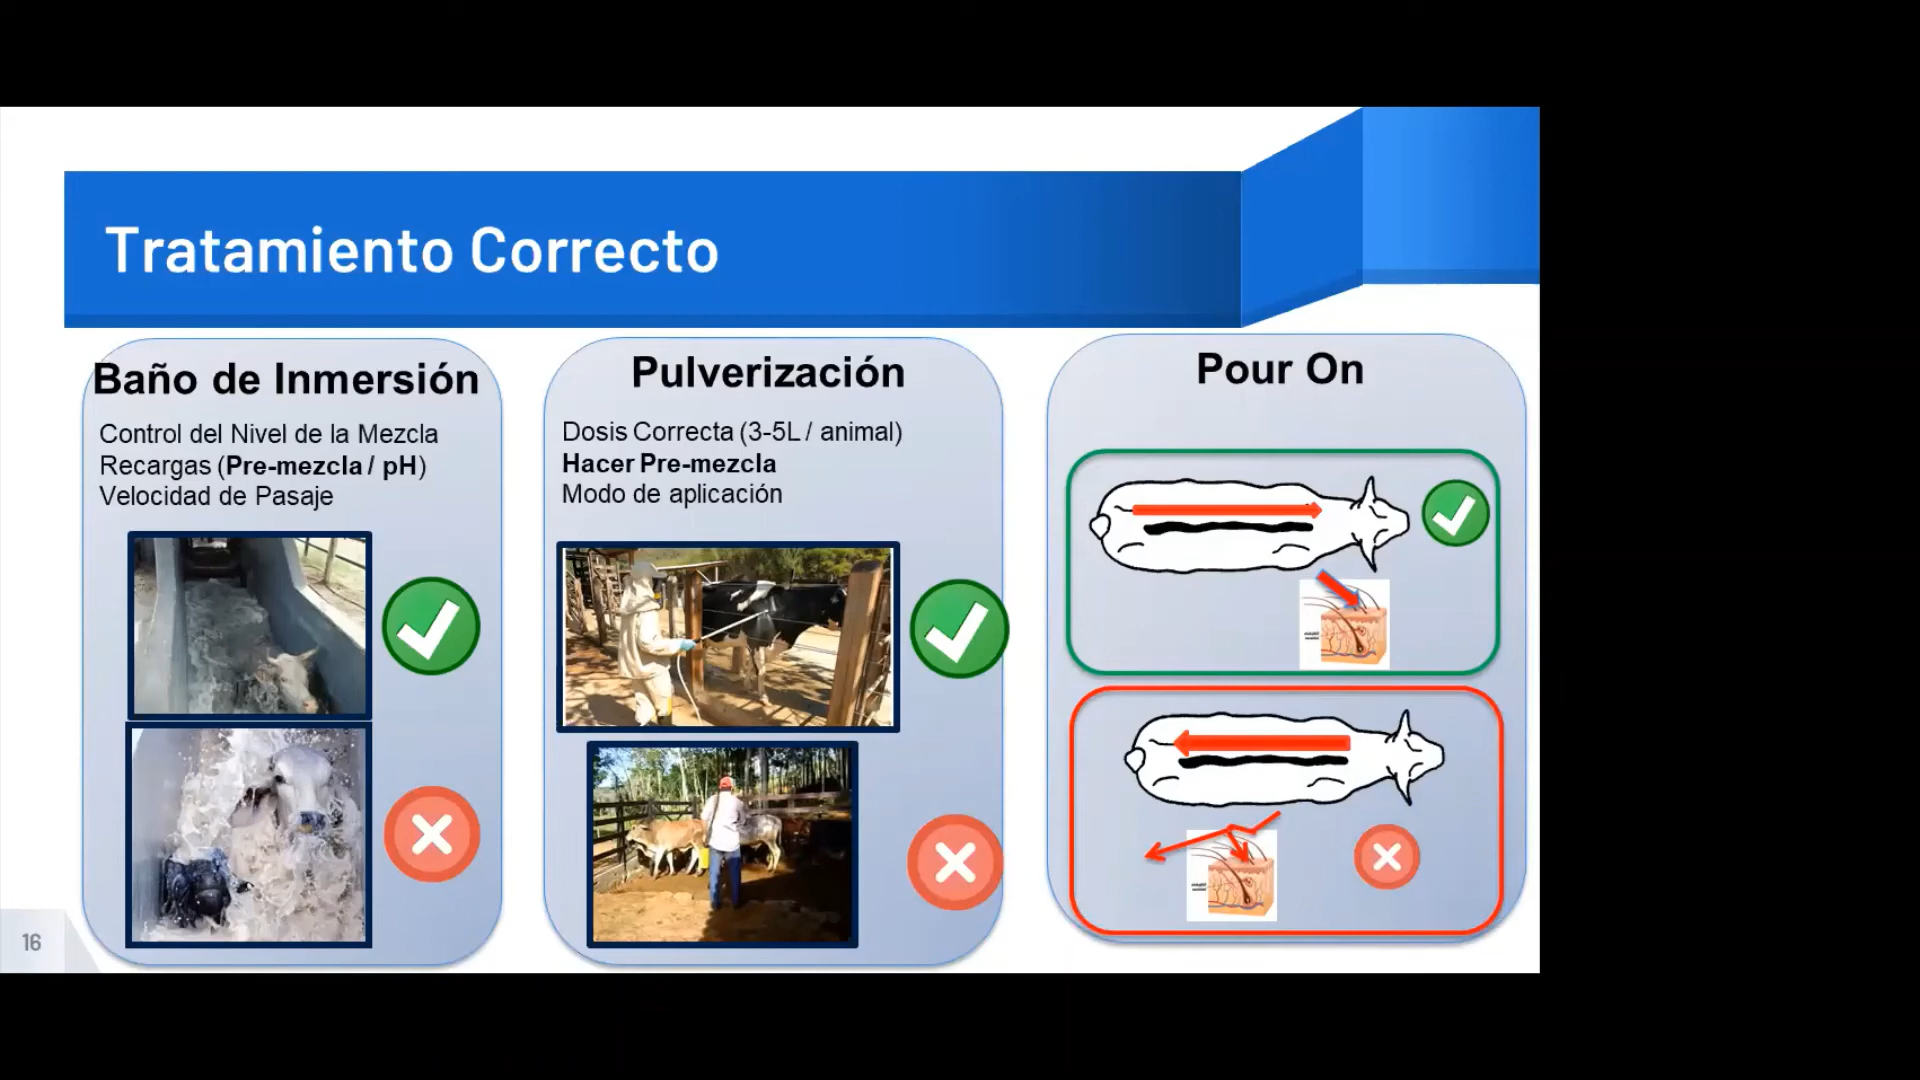 Tratamiento Correcto
Baño de Inmersión
Control del Nivel de la Mezcla
Recargas (Pre-mezcla / pH)
Velocidad de Pasaje
Pulverización
Dosis Correcta (3-5L / animal)
Hacer Pre-mezcla
Modo de aplicación
Pour On
16